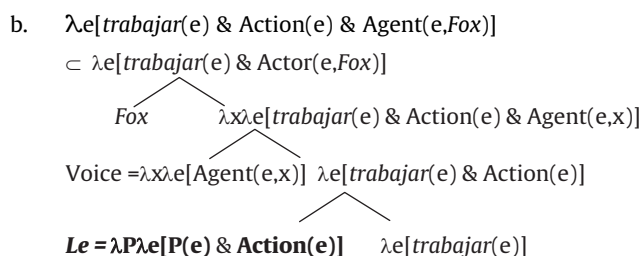 b. λe[trabajar(e) & Action(e) & Agent(e,Fox)]
⊂ λe[trabajar(e) & Actor(e,Fox)]
Fox λxλe[trabajar(e) & Action(e) & Agent(e,x)]
Voice =λxλe[Agent(e,x)] λe[trabajar(e) & Action(e)]
Le = λPλe[P(e) & Action(e)] λe[trabajar(e)]